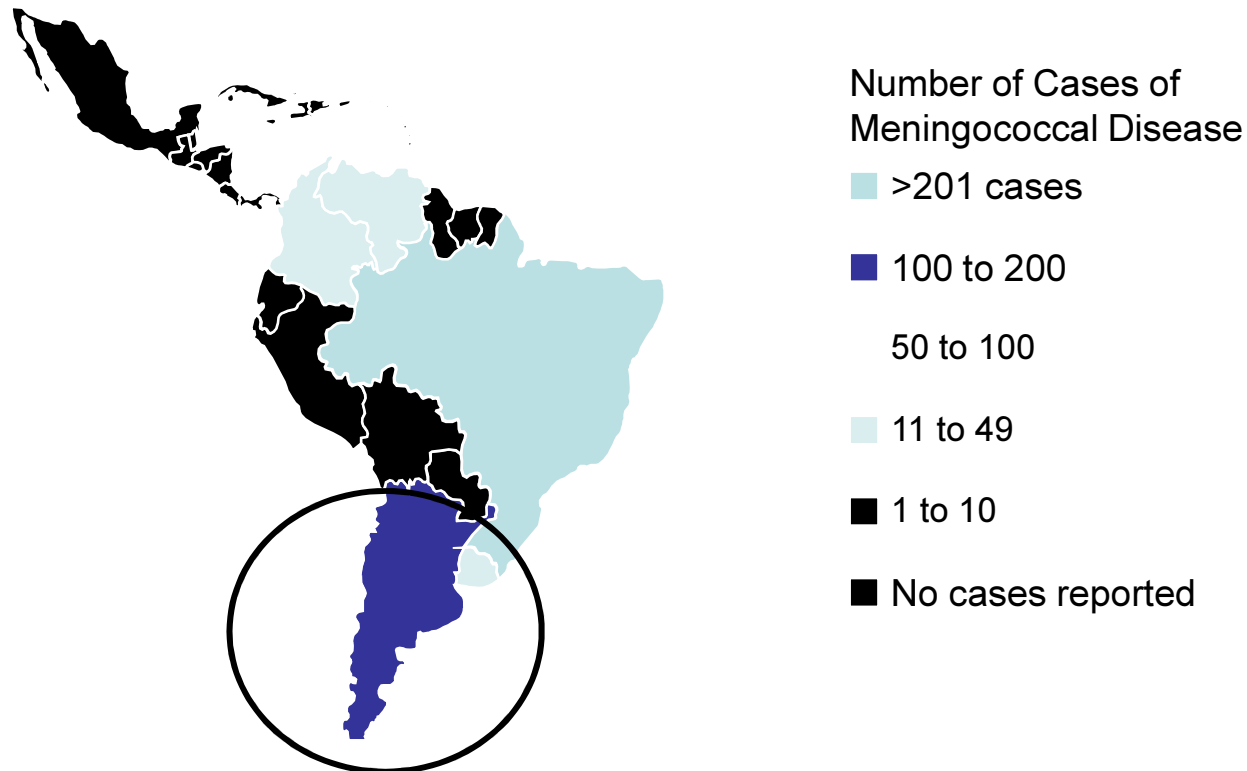 Number of Cases of
Meningococcal Disease
>201 cases
100 to 200
50 to 100
11 to 49
1 to 10
No cases reported